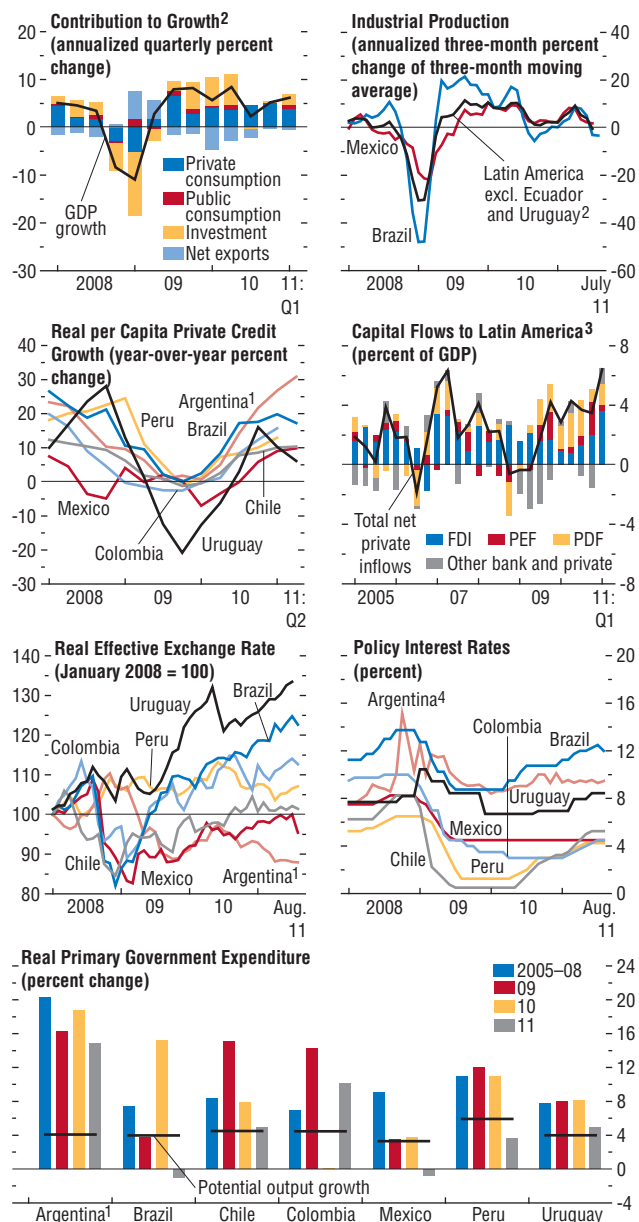 Contribution to Growth2
(annualized quarterly percent
change)
20
10
0
-10
-20
-30
GDP
growth
Private
consumption
Public
consumption
Investment
Net exports
2008
09
10
11:
Q1
Industrial Production
(annualized three-month percent
change of three-month moving
average)
40
20
0
-20
-40
-60
Mexico
Brazil
Latin America
excl. Ecuador
and Uruguay2
2008
09
10
July
11
Real per Capita Private Credit
Growth (year-over-year percent
change)
40
30
20
10
0
-10
-20
-30
Argentina1
Peru
Brazil
Mexico
Colombia
Uruguay
Chile
2008
09
10
11:
Q2
Capital Flows to Latin America3
(percent of GDP)
8
4
0
-4
-8
Total net
private
inflows
FDI
PEF
PDF
Other bank and private
2005
07
09
11:
Q1
Real Effective Exchange Rate
(January 2008 = 100)
140
130
120
110
100
90
80
Colombia
Uruguay
Peru
Brazil
Chile
Mexico
Argentina1
2008
09
10
Aug.
11
Policy Interest Rates
(percent)
20
16
12
8
4
0
Argentina4
Colombia
Brazil
Uruguay
Mexico
Chile
Peru
2008
09
10
Aug.
11
Real Primary Government Expenditure
(percent change)
24
20
16
12
8
4
0
-4
2005–08
09
10
11
Potential output growth
Argentina1
Brazil
Chile
Colombia
Mexico
Peru
Uruguay